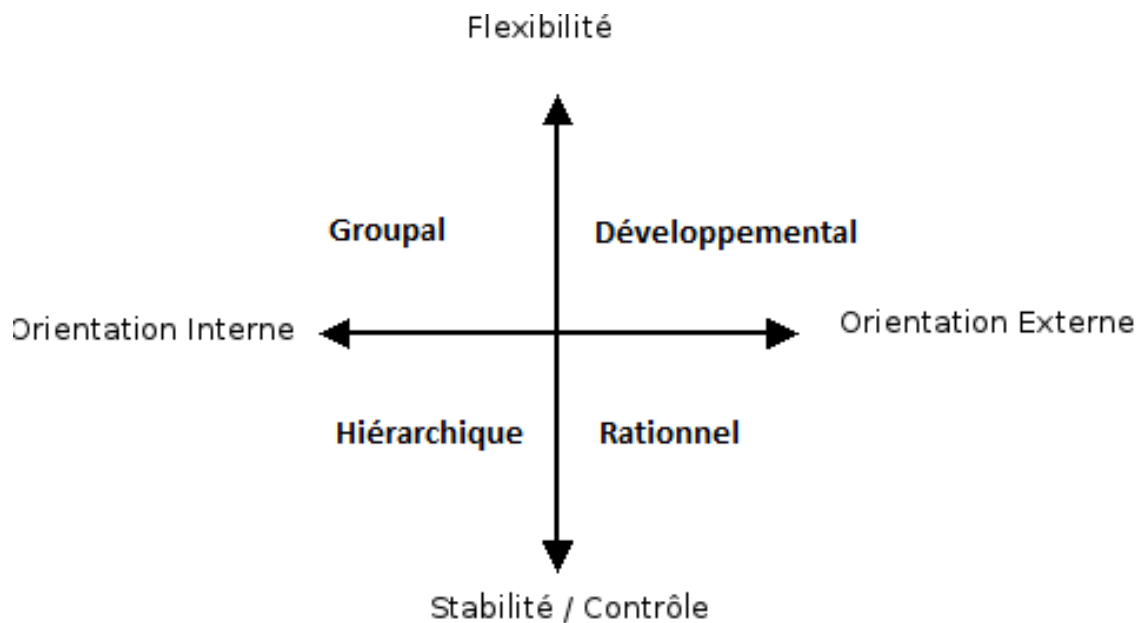 Flexibilité
Groupal
Développemental
Orientation Interne
Orientation Externe
Hiérarchique
Rationnel
Stabilité / Contrôle